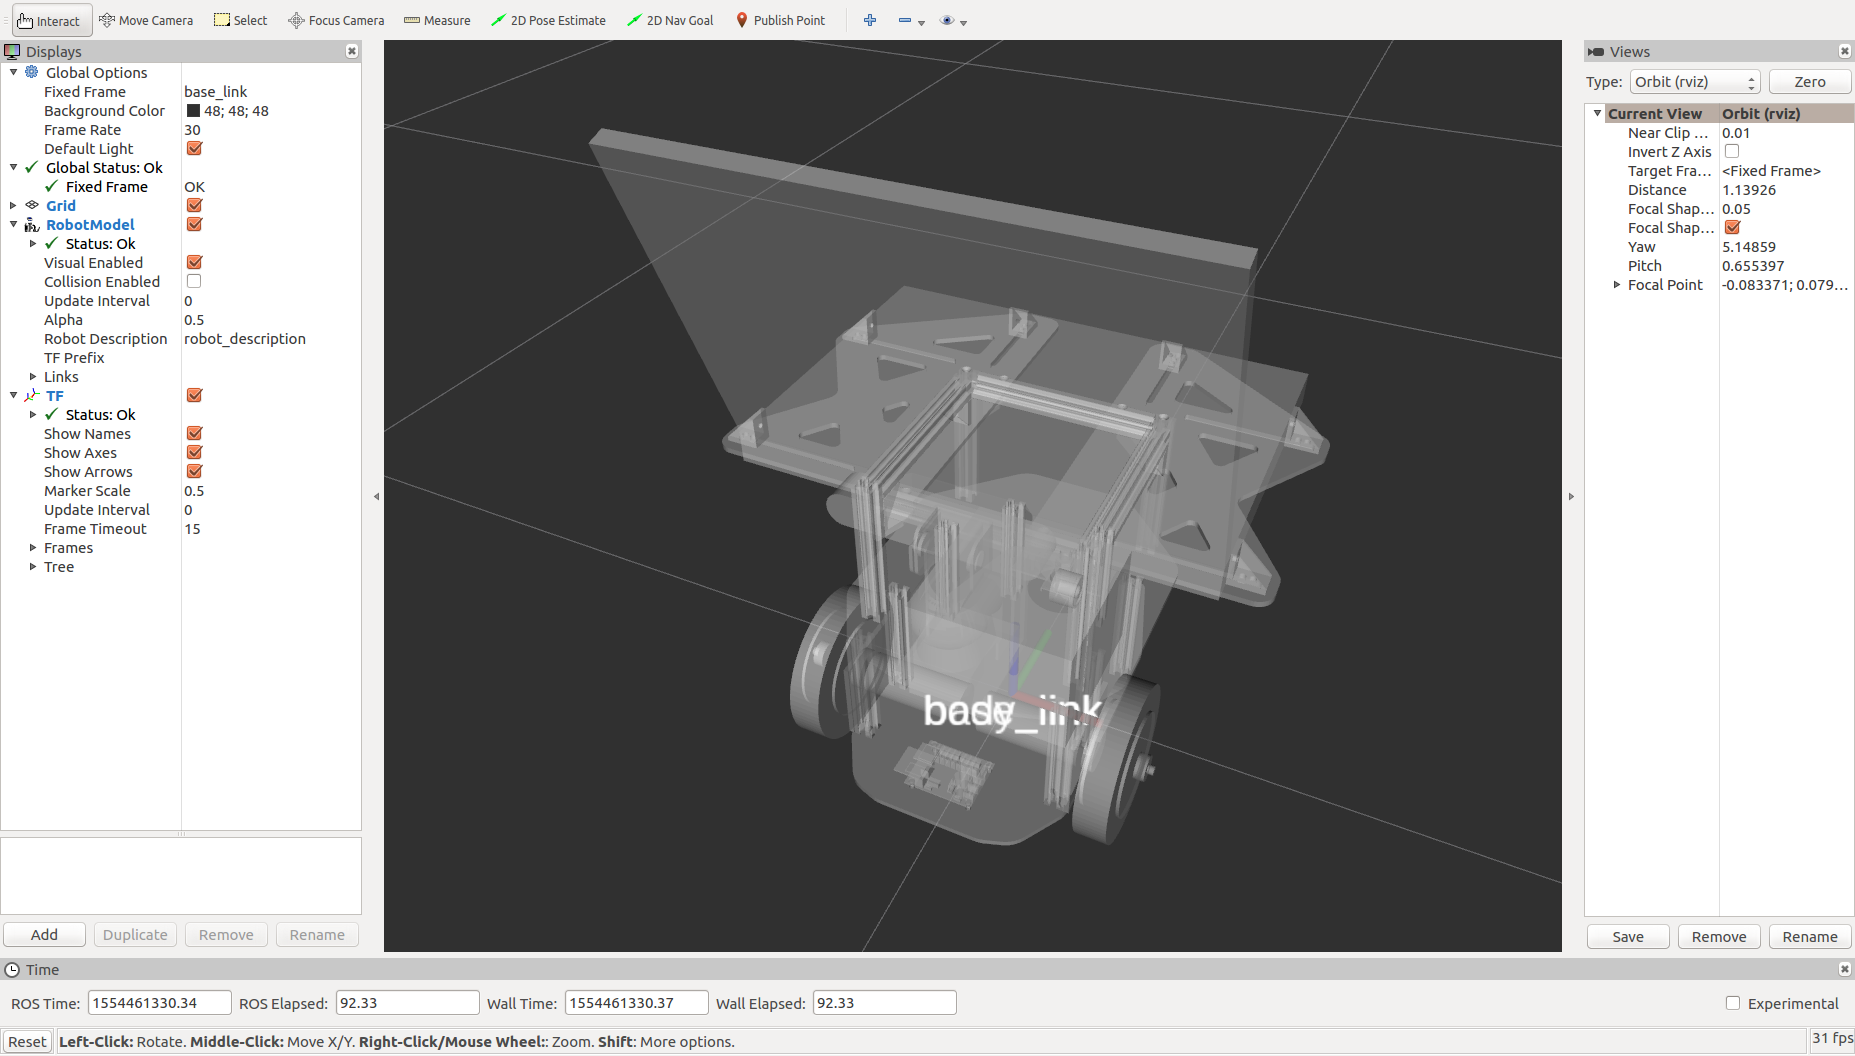 Interact Move Camera Select Focus Camera Measure 2D Pose Estimate 2D Nav Goal Publish Point
Displays
Global Options
Fixed Frame base_link
Background Color 48; 48; 48
Frame Rate 30
Default Light
Global Status: Ok
Fixed Frame OK
Grid
RobotModel
Status: Ok
Visual Enabled
Collision Enabled
Update Interval 0
Alpha 0.5
Robot Description robot_description
TF Prefix
Links
TF
Status: Ok
Show Names
Show Axes
Show Arrows
Marker Scale 0.5
Update Interval 0
Frame Timeout 15
Frames
Tree
Add Duplicate Remove Rename
body_link
Views
Type: Orbit (rviz) Zero
Current View Orbit (rviz)
Near Clip ... 0.01
Invert Z Axis
Target Fra... <Fixed Frame>
Distance 1.13926
Focal Shap... 0.05
Focal Shap...
Yaw 5.14859
Pitch 0.655397
Focal Point -0.083371; 0.079...
Save Remove Rename
Time
ROS Time: 1554461330.34 ROS Elapsed: 92.33 Wall Time: 1554461330.37 Wall Elapsed: 92.33 Experimental
Reset Left-Click: Rotate. Middle-Click: Move X/Y. Right-Click/Mouse Wheel:: Zoom. Shift: More options. 31 fps